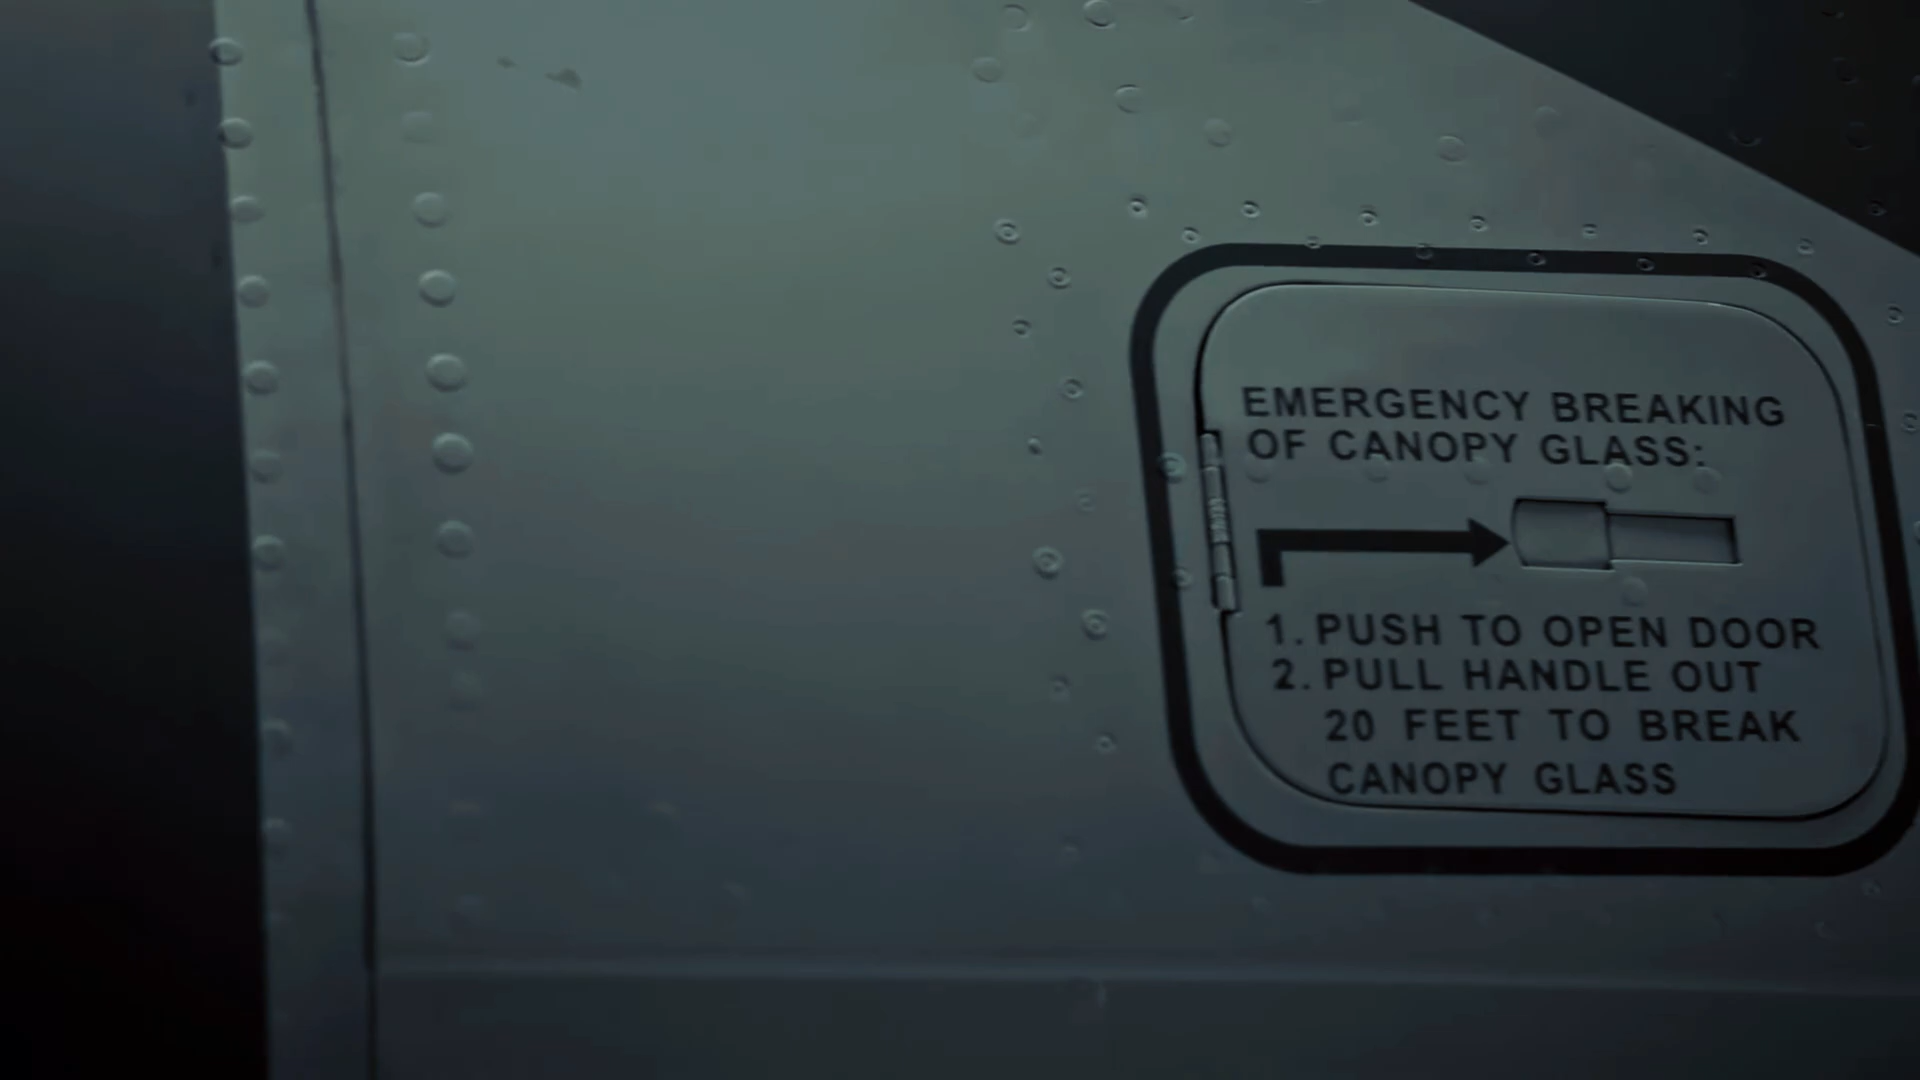 EMERGENCY BREAKING
OF CANOPY GLASS:
1. PUSH TO OPEN DOOR
2. PULL HANDLE OUT
20 FEET TO BREAK
CANOPY GLASS